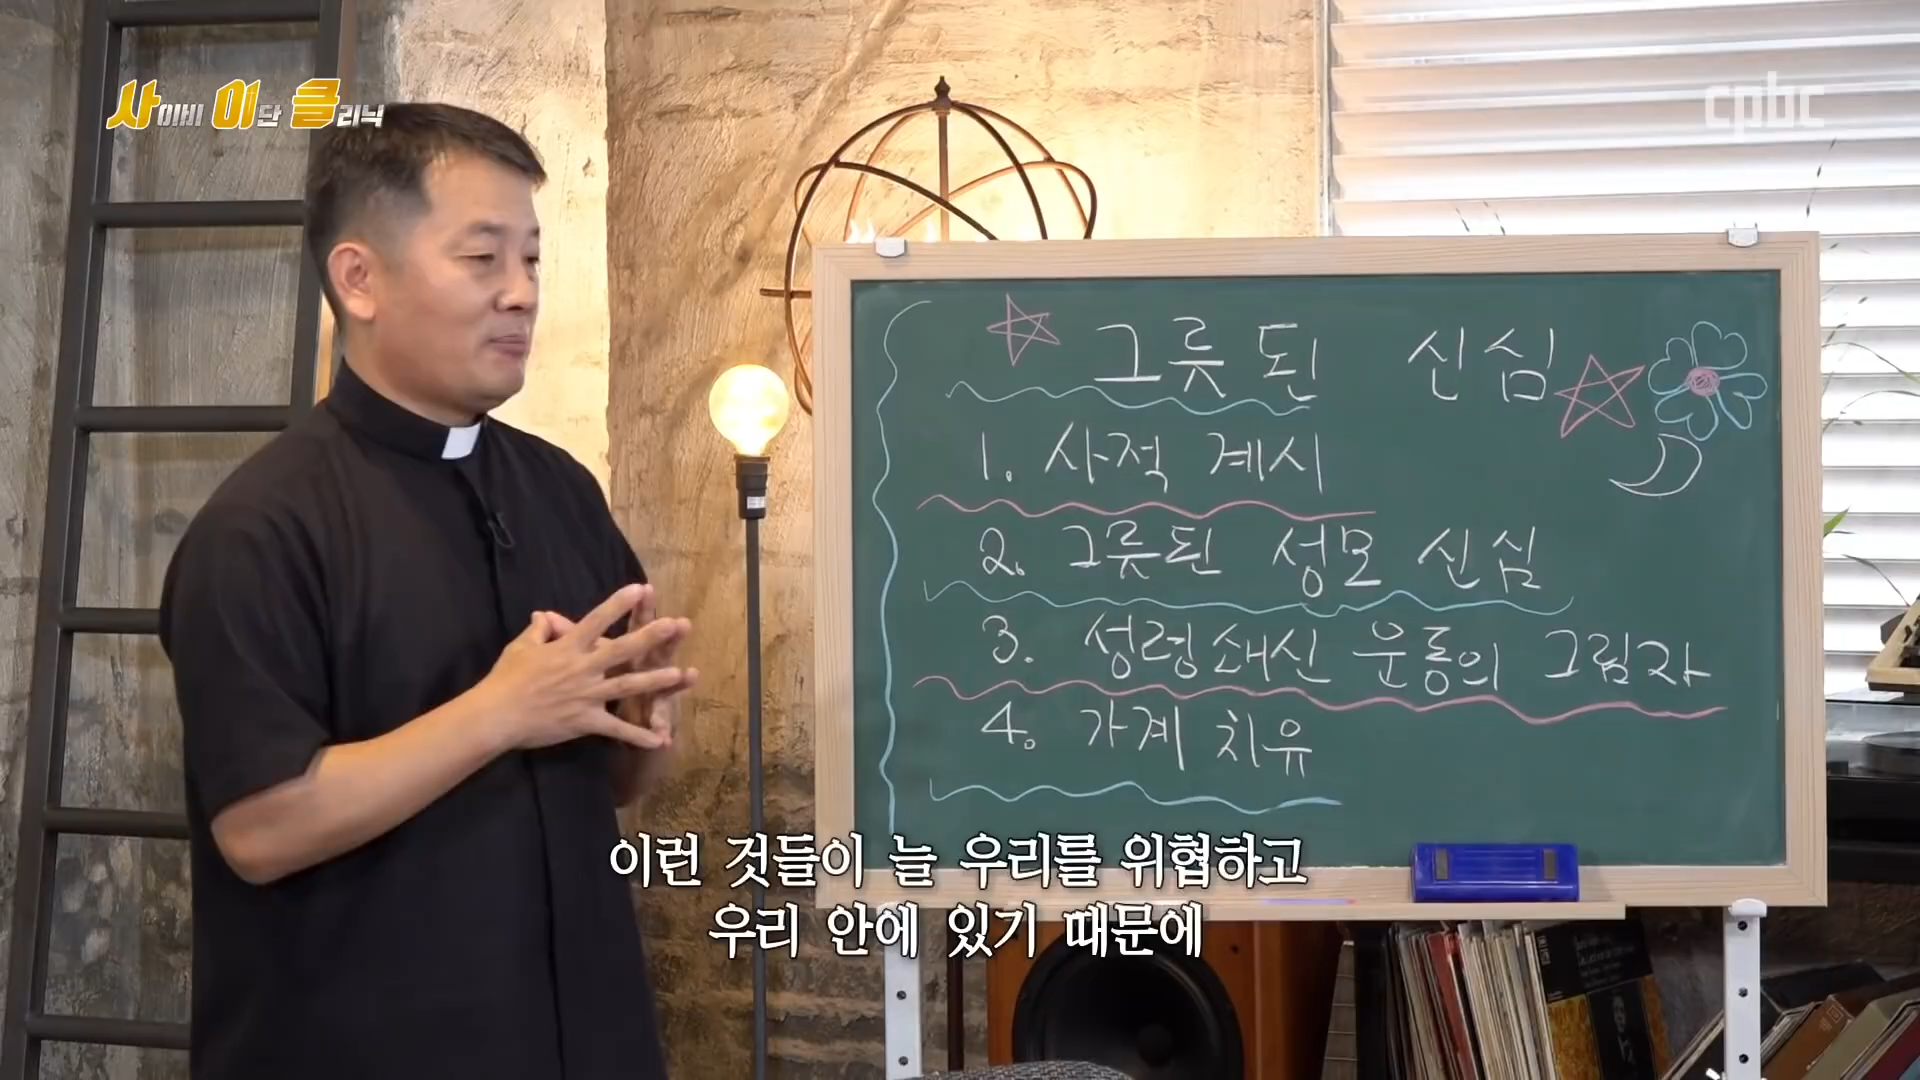 사이비 이단 클리닉
cpbc
그릇된 신심
1. 사적 계시
2. 그릇된 성모 신심
3. 성령쇄신 운동의 그림자
4. 가계 치유
이런 것들이 늘 우리를 위협하고
우리 안에 있기 때문에